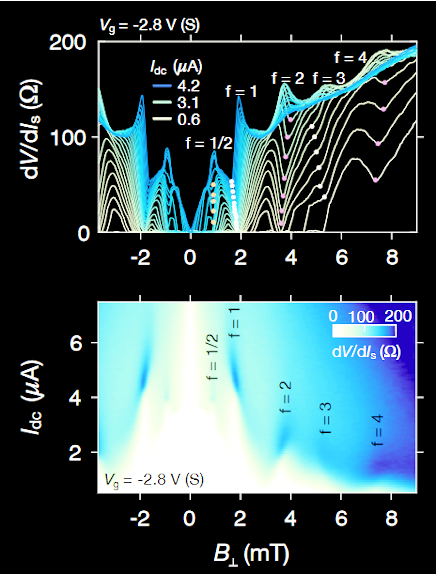 V_g = -2.8 V (S)
200
100
0
dV/dI_s (Ω)
I_dc (μA)
4.2
3.1
0.6
f = 1/2
f = 1
f = 2
f = 3
f = 4
-2 0 2 4 6 8
6
4
2
I_dc (μA)
f = 1/2
f = 1
f = 2
f = 3
f = 4
0 100 200
dV/dI_s (Ω)
V_g = -2.8 V (S)
-2 0 2 4 6 8
B_⊥ (mT)